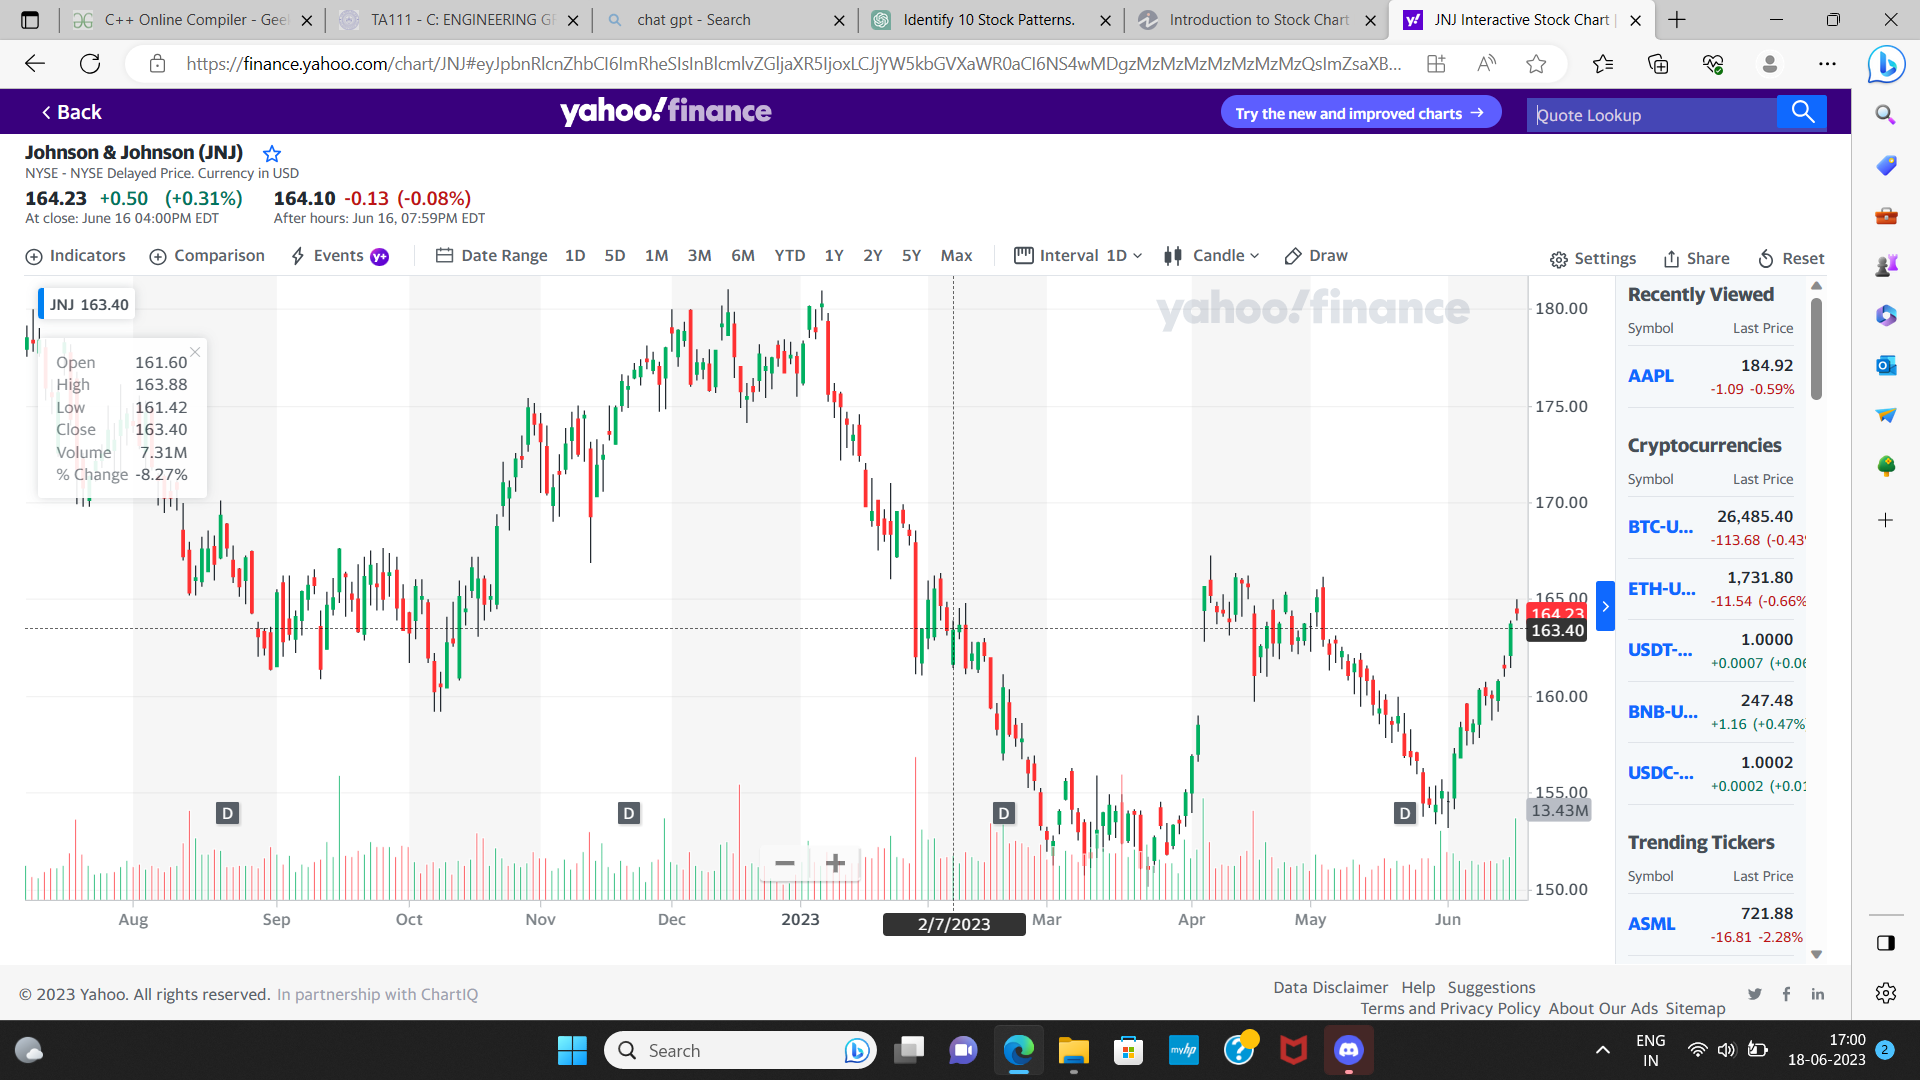 C++ Online Compiler - Gee
TA111 - C: ENGINEERING GF
chat gpt - Search
Identify 10 Stock Patterns.
Introduction to Stock Chart
JNJ Interactive Stock Chart |
https://finance.yahoo.com/chart/JNJ#eyJpbnRlcnZhbCI6ImRheSIsInBlcmlvZGljaXR5IjoxLCJjYW5kbGVXaWR0aCI6NS4wMDgzMzMzMzMzMzMzMzQsImZsaXB...
Back
yahoo!finance
Try the new and improved charts
Quote Lookup
Johnson & Johnson (JNJ)
NYSE - NYSE Delayed Price. Currency in USD
164.23 +0.50 (+0.31%) 164.10 -0.13 (-0.08%)
At close: June 16 04:00PM EDT After hours: Jun 16, 07:59PM EDT
Indicators Comparison Events y+ Date Range 1D 5D 1M 3M 6M YTD 1Y 2Y 5Y Max Interval 1D Candle Draw Settings Share Reset
JNJ 163.40
Open 161.60
High 163.88
Low 161.42
Close 163.40
Volume 7.31M
% Change -8.27%
yahoo!finance
180.00
175.00
170.00
165.00
164.23
163.40
160.00
155.00
13.43M
150.00
D D D D
Aug Sep Oct Nov Dec 2023 2/7/2023 Mar Apr May Jun
Recently Viewed
Symbol Last Price
AAPL 184.92
-1.09 -0.59%
Cryptocurrencies
Symbol Last Price
BTC-U... 26,485.40
-113.68 (-0.43
ETH-U... 1,731.80
-11.54 (-0.66%
USDT-... 1.0000
+0.0007 (+0.06
BNB-U... 247.48
+1.16 (+0.47%
USDC-... 1.0002
+0.0002 (+0.01
Trending Tickers
Symbol Last Price
ASML 721.88
-16.81 -2.28%
© 2023 Yahoo. All rights reserved. In partnership with ChartIQ
Data Disclaimer Help Suggestions
Terms and Privacy Policy About Our Ads Sitemap
Search
myhp
ENG
IN
17:00
18-06-2023
2